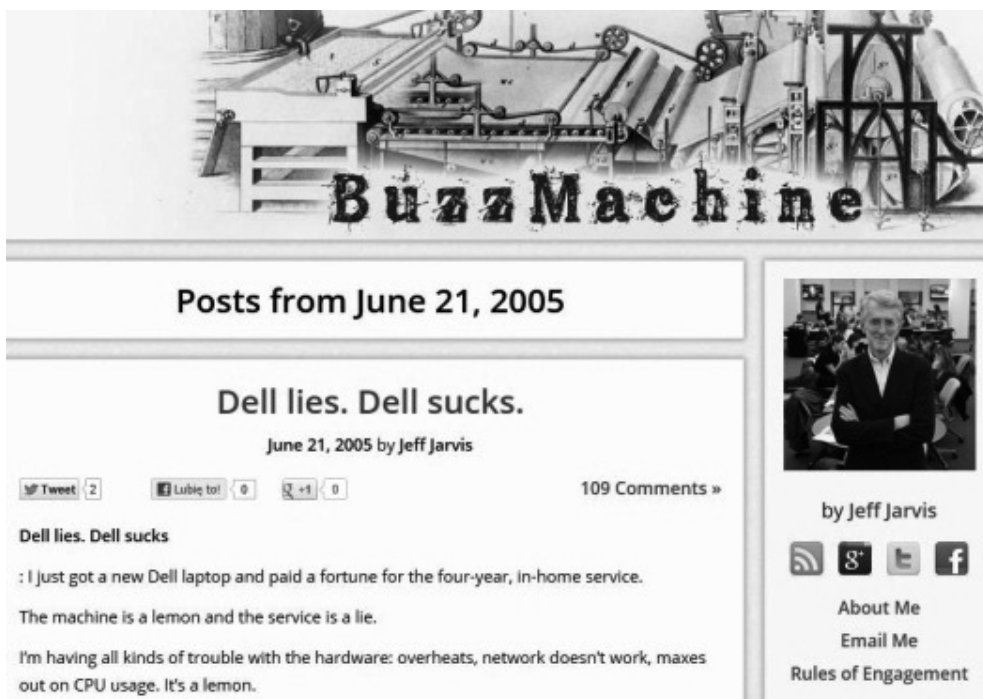 BuzzMachine
Posts from June 21, 2005
Dell lies. Dell sucks.
June 21, 2005 by Jeff Jarvis
Tweet 2 Lubię to! 0 +1 0 109 Comments »
Dell lies. Dell sucks
: I just got a new Dell laptop and paid a fortune for the four-year, in-home service.
The machine is a lemon and the service is a lie.
I'm having all kinds of trouble with the hardware: overheats, network doesn't work, maxes
out on CPU usage. It's a lemon.
by Jeff Jarvis
About Me
Email Me
Rules of Engagement